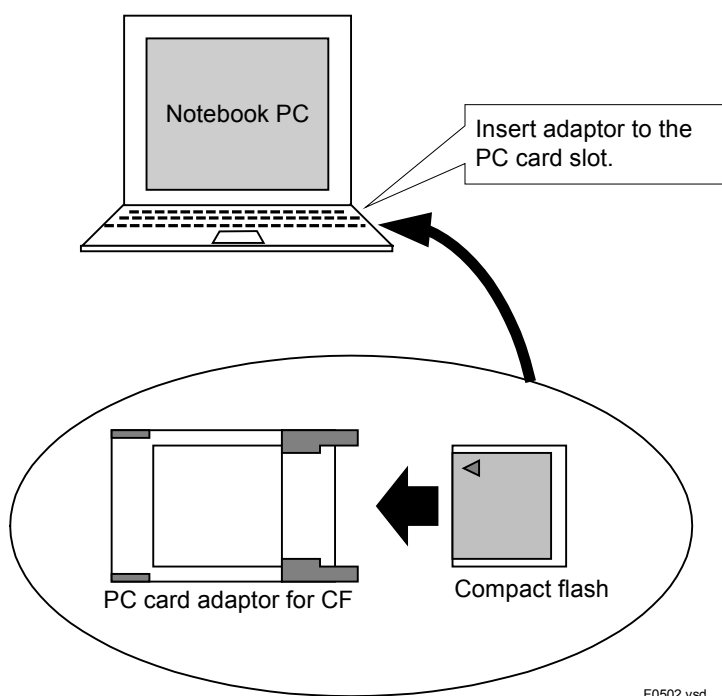 Notebook PC
Insert adaptor to the
PC card slot.
PC card adaptor for CF
Compact flash
F0502.vsd